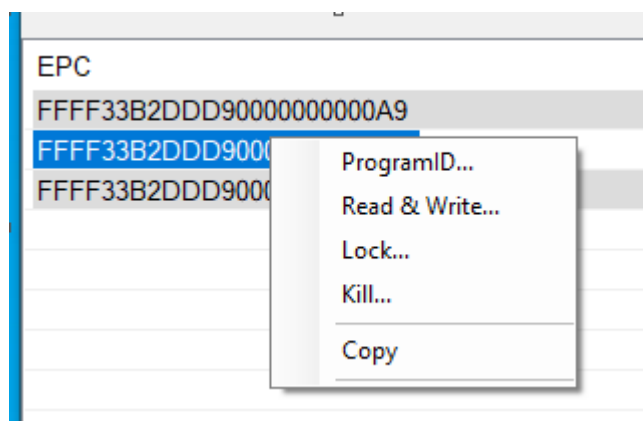 EPC
FFFF33B2DDD90000000000A9
FFFF33B2DDD9000
FFFF33B2DDD9000
ProgramID...
Read & Write...
Lock...
Kill...
Copy